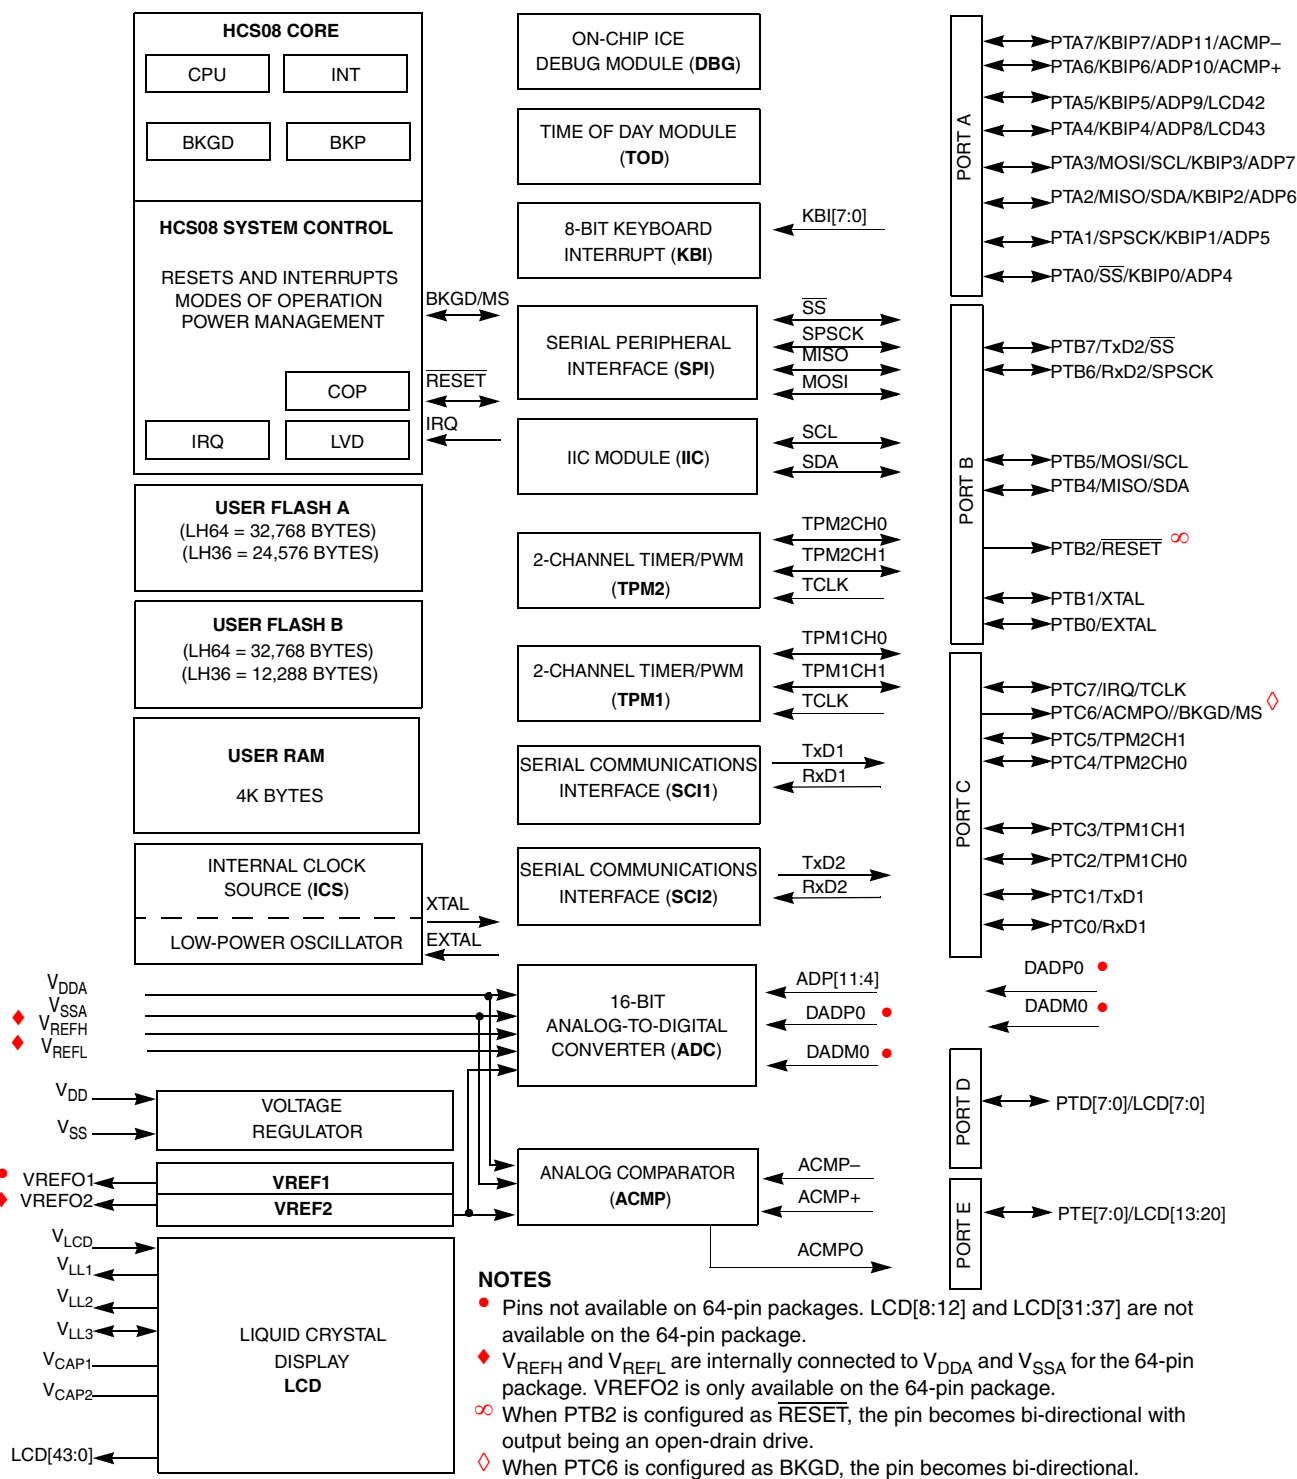 HCS08 CORE
CPU
INT
BKGD
BKP
HCS08 SYSTEM CONTROL
RESETS AND INTERRUPTS
MODES OF OPERATION
POWER MANAGEMENT
COP
IRQ
LVD
BKGD/MS
RESET
IRQ
USER FLASH A
(LH64 = 32,768 BYTES)
(LH36 = 24,576 BYTES)
USER FLASH B
(LH64 = 32,768 BYTES)
(LH36 = 12,288 BYTES)
USER RAM
4K BYTES
INTERNAL CLOCK
SOURCE (ICS)
LOW-POWER OSCILLATOR
XTAL
EXTAL
VDDA
VSSA
♦ VREFH
♦ VREFL
VDD
VSS
VOLTAGE
REGULATOR
• VREFO1
♦ VREFO2
VREF1
VREF2
VLCD
VLL1
VLL2
VLL3
VCAP1
VCAP2
LCD[43:0]
LIQUID CRYSTAL
DISPLAY
LCD
ON-CHIP ICE
DEBUG MODULE (DBG)
TIME OF DAY MODULE
(TOD)
8-BIT KEYBOARD
INTERRUPT (KBI)
KBI[7:0]
SERIAL PERIPHERAL
INTERFACE (SPI)
SS
SPSCK
MISO
MOSI
IIC MODULE (IIC)
SCL
SDA
2-CHANNEL TIMER/PWM
(TPM2)
TPM2CH0
TPM2CH1
TCLK
2-CHANNEL TIMER/PWM
(TPM1)
TPM1CH0
TPM1CH1
TCLK
SERIAL COMMUNICATIONS
INTERFACE (SCI1)
TxD1
RxD1
SERIAL COMMUNICATIONS
INTERFACE (SCI2)
TxD2
RxD2
16-BIT
ANALOG-TO-DIGITAL
CONVERTER (ADC)
ADP[11:4]
DADP0 •
DADM0 •
ANALOG COMPARATOR
(ACMP)
ACMP–
ACMP+
ACMPO
PORT A
PTA7/KBIP7/ADP11/ACMP–
PTA6/KBIP6/ADP10/ACMP+
PTA5/KBIP5/ADP9/LCD42
PTA4/KBIP4/ADP8/LCD43
PTA3/MOSI/SCL/KBIP3/ADP7
PTA2/MISO/SDA/KBIP2/ADP6
PTA1/SPSCK/KBIP1/ADP5
PTA0/SS/KBIP0/ADP4
PORT B
PTB7/TxD2/SS
PTB6/RxD2/SPSCK
PTB5/MOSI/SCL
PTB4/MISO/SDA
PTB2/RESET ∞
PTB1/XTAL
PTB0/EXTAL
PORT C
PTC7/IRQ/TCLK
PTC6/ACMPO//BKGD/MS ◊
PTC5/TPM2CH1
PTC4/TPM2CH0
PTC3/TPM1CH1
PTC2/TPM1CH0
PTC1/TxD1
PTC0/RxD1
DADP0 •
DADM0 •
PORT D
PTD[7:0]/LCD[7:0]
PORT E
PTE[7:0]/LCD[13:20]
NOTES
• Pins not available on 64-pin packages. LCD[8:12] and LCD[31:37] are not
available on the 64-pin package.
♦ VREFH and VREFL are internally connected to VDDA and VSSA for the 64-pin
package. VREFO2 is only available on the 64-pin package.
∞ When PTB2 is configured as RESET, the pin becomes bi-directional with
output being an open-drain drive.
◊ When PTC6 is configured as BKGD, the pin becomes bi-directional.